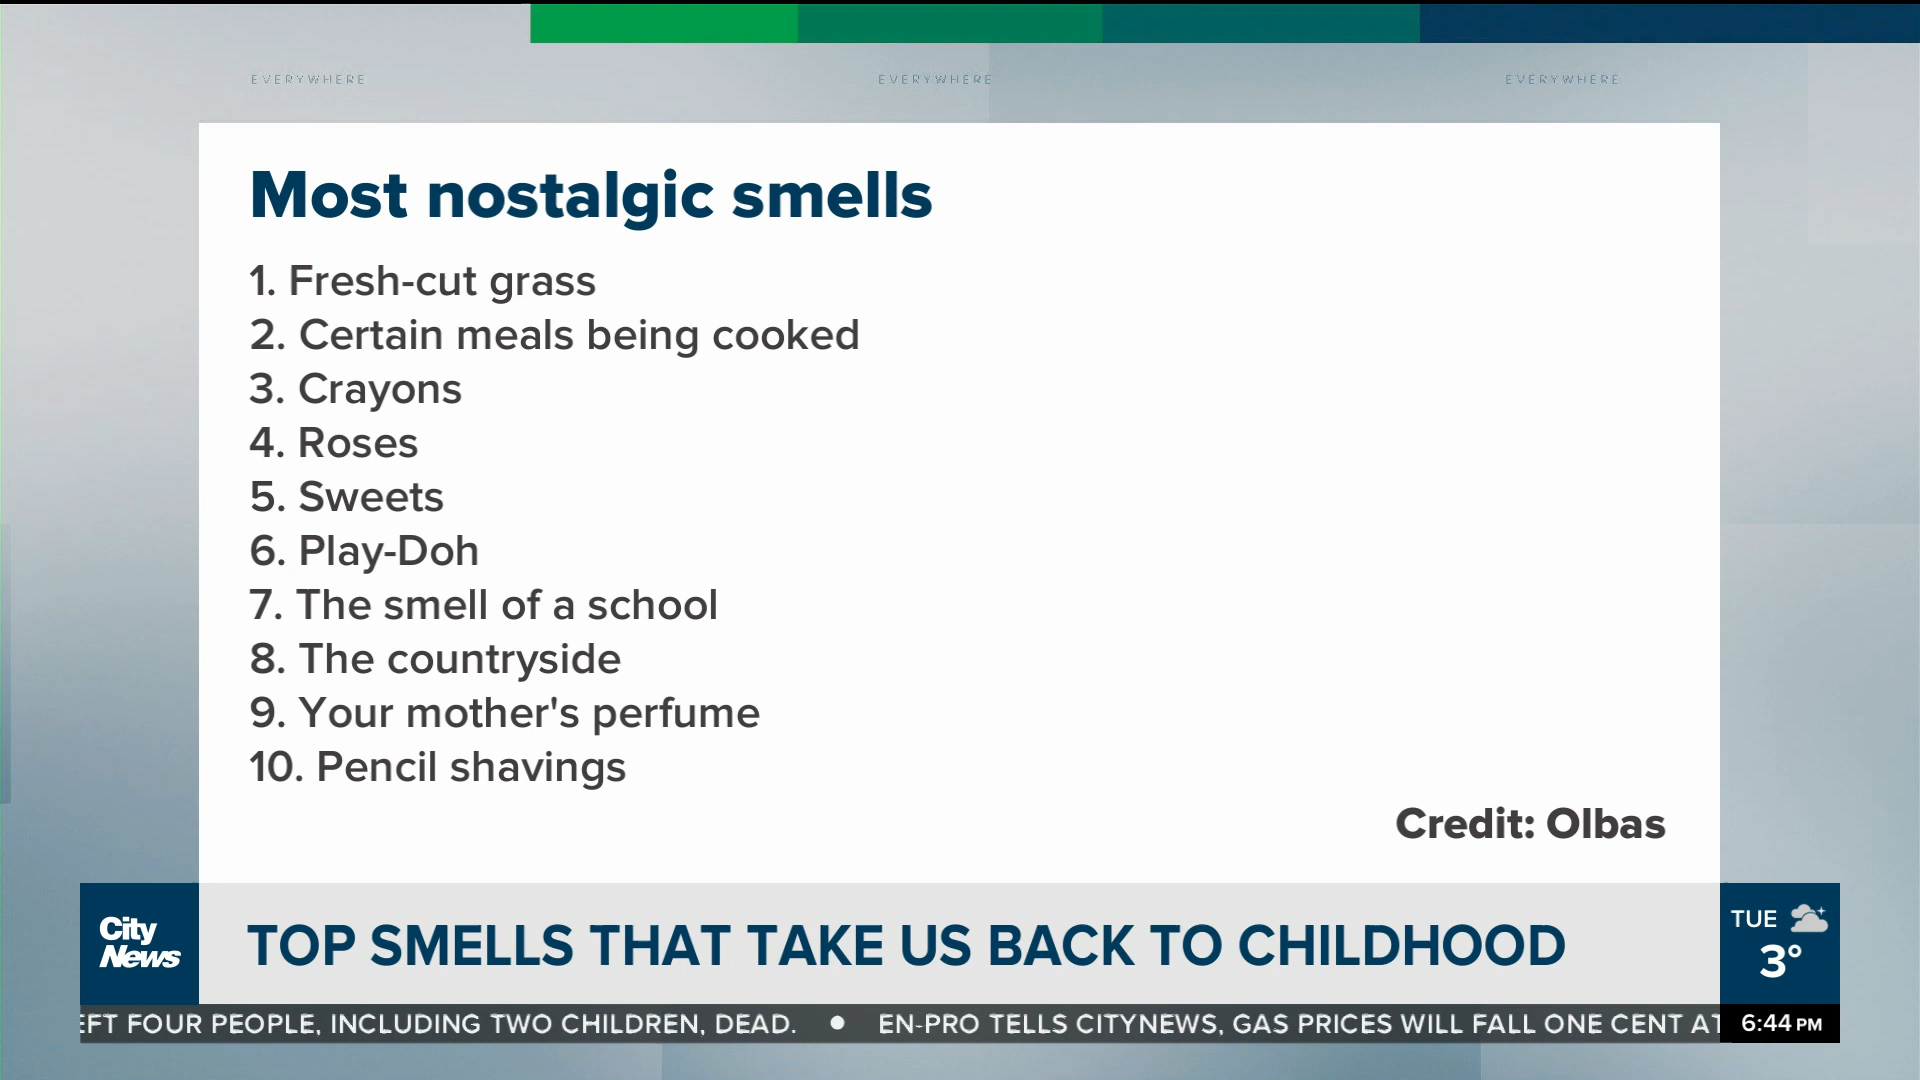 EVERYWHERE EVERYWHERE EVERYWHERE
Most nostalgic smells
1. Fresh-cut grass
2. Certain meals being cooked
3. Crayons
4. Roses
5. Sweets
6. Play-Doh
7. The smell of a school
8. The countryside
9. Your mother's perfume
10. Pencil shavings
Credit: Olbas
City
News
TOP SMELLS THAT TAKE US BACK TO CHILDHOOD
TUE
3°
FOUR PEOPLE, INCLUDING TWO CHILDREN, DEAD. • EN-PRO TELLS CITYNEWS, GAS PRICES WILL FALL ONE CENT
6:44 PM